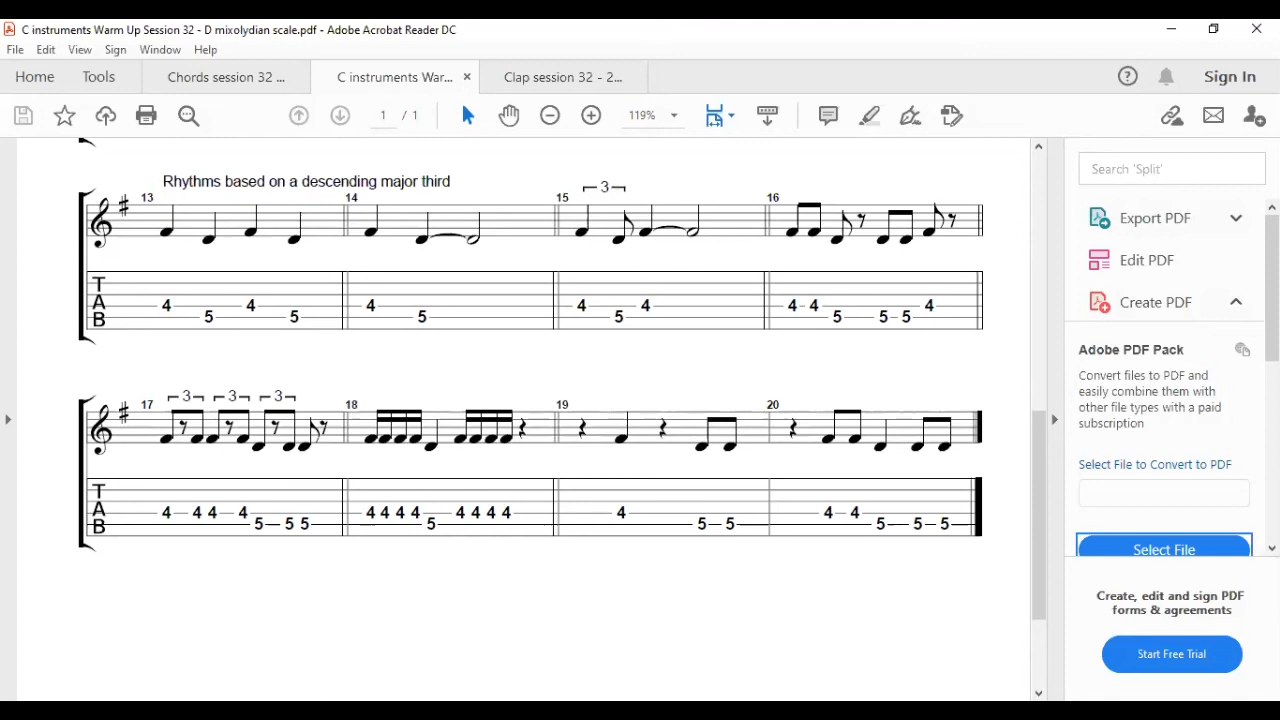 C instruments Warm Up Session 32 - D mixolydian scale.pdf - Adobe Acrobat Reader DC
File Edit View Sign Window Help
Home Tools Chords session 32 ... C instruments War... × Clap session 32 - 2... Sign In
1 / 1 119%
Rhythms based on a descending major third
13 14 15 3 16
T
A
B
4 5 4 5 4 5 4 5 4 4 4 5 5 5 4
17 3 3 3 18 19 20
T
A
B
4 4 4 4 5 5 5 4 4 4 4 5 4 4 4 4 4 5 5 4 4 5 5 5
Search 'Split'
Export PDF
Edit PDF
Create PDF
Adobe PDF Pack
Convert files to PDF and
easily combine them with
other file types with a paid
subscription
Select File to Convert to PDF
Select File
Create, edit and sign PDF
forms & agreements
Start Free Trial